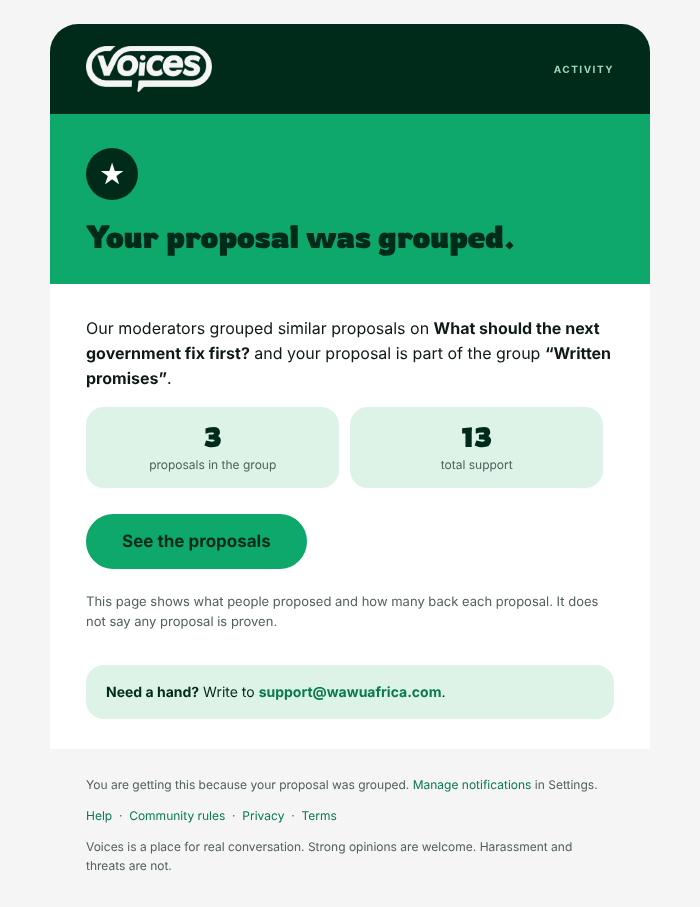 Voices
ACTIVITY
★
Your proposal was grouped.
Our moderators grouped similar proposals on What should the next
government fix first? and your proposal is part of the group “Written
promises”.
3
proposals in the group
13
total support
See the proposals
This page shows what people proposed and how many back each proposal. It does
not say any proposal is proven.
Need a hand? Write to support@wawuafrica.com.
You are getting this because your proposal was grouped. Manage notifications in Settings.
Help · Community rules · Privacy · Terms
Voices is a place for real conversation. Strong opinions are welcome. Harassment and
threats are not.